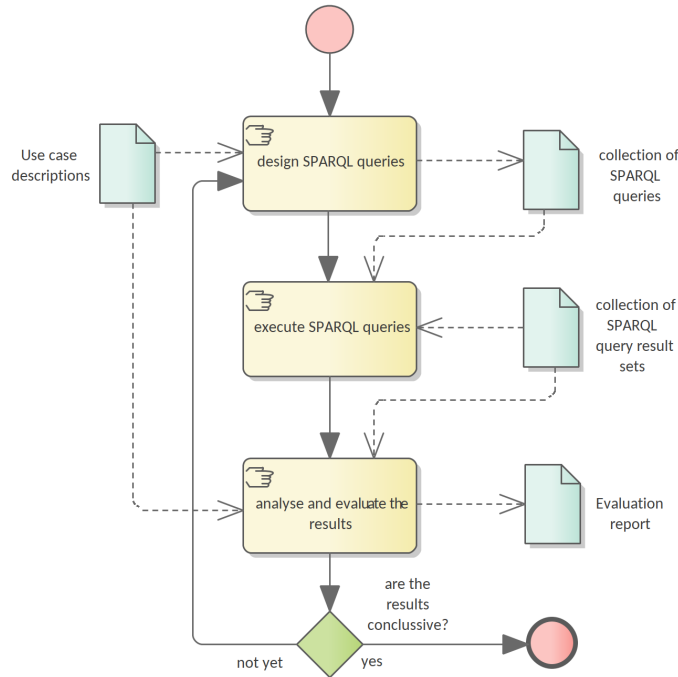 Use case
descriptions
design SPARQL queries
collection of
SPARQL
queries
execute SPARQL queries
collection of
SPARQL
query result
sets
analyse and evaluate the
results
Evaluation
report
are the
results
conclussive?
not yet
yes